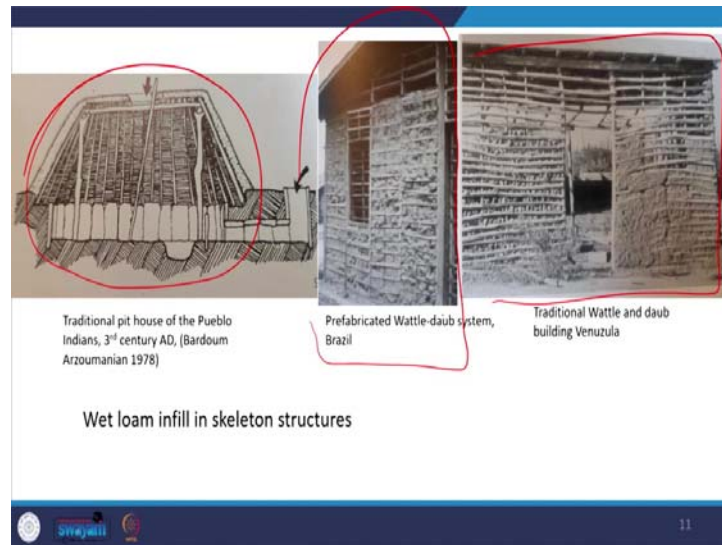 Traditional pit house of the Pueblo
Indians, 3rd century AD, (Bardoum
Arzoumanian 1978)
Prefabricated Wattle-daub system,
Brazil
Traditional Wattle and daub
building Venuzula
Wet loam infill in skeleton structures
swayam
11